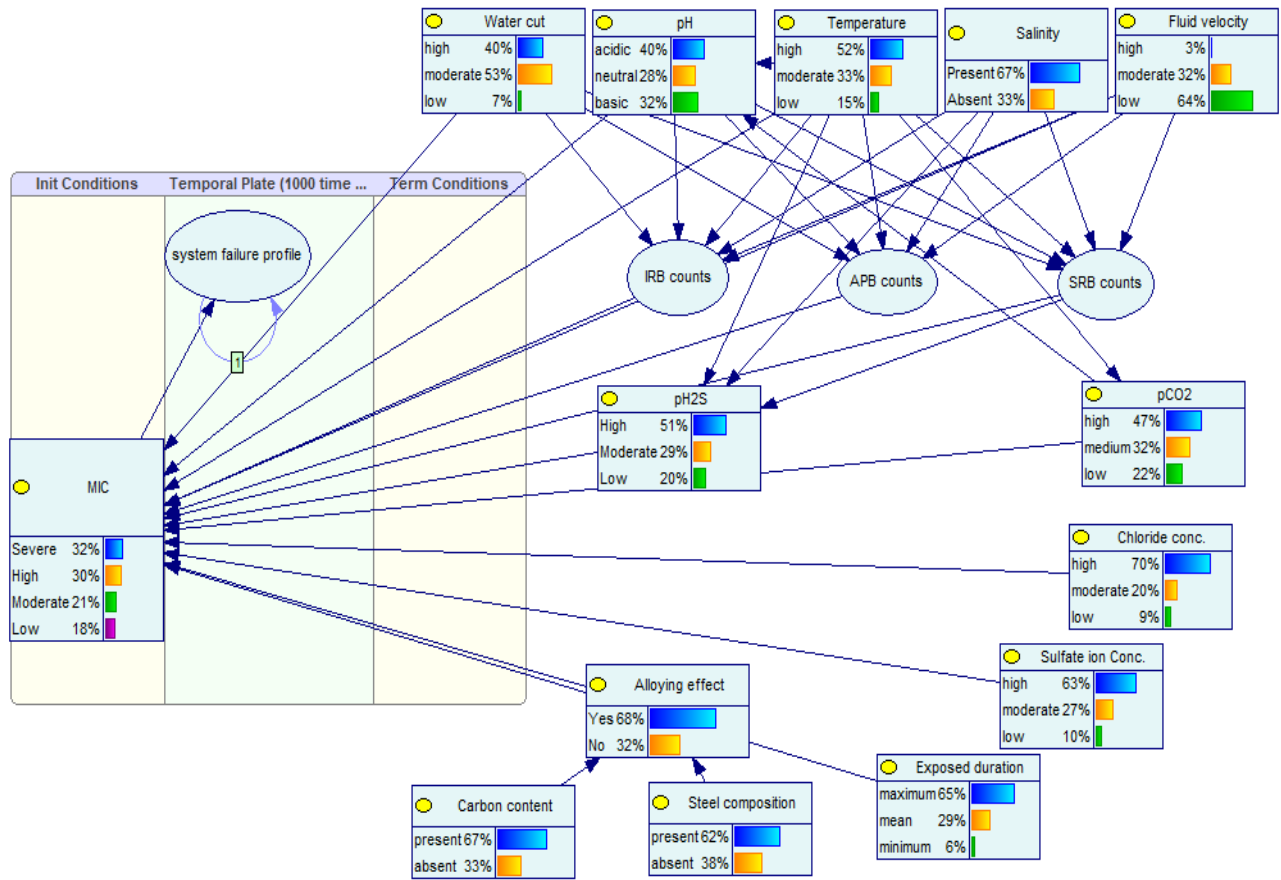 Water cut
high 40%
moderate 53%
low 7%
pH
acidic 40%
neutral 28%
basic 32%
Temperature
high 52%
moderate 33%
low 15%
Salinity
Present 67%
Absent 33%
Fluid velocity
high 3%
moderate 32%
low 64%
Init Conditions
Temporal Plate (1000 time ...
Term Conditions
system failure profile
1
IRB counts
APB counts
SRB counts
pH2S
High 51%
Moderate 29%
Low 20%
pCO2
high 47%
medium 32%
low 22%
MIC
Severe 32%
High 30%
Moderate 21%
Low 18%
Chloride conc.
high 70%
moderate 20%
low 9%
Sulfate ion Conc.
high 63%
moderate 27%
low 10%
Alloying effect
Yes 68%
No 32%
Exposed duration
maximum 65%
mean 29%
minimum 6%
Carbon content
present 67%
absent 33%
Steel composition
present 62%
absent 38%